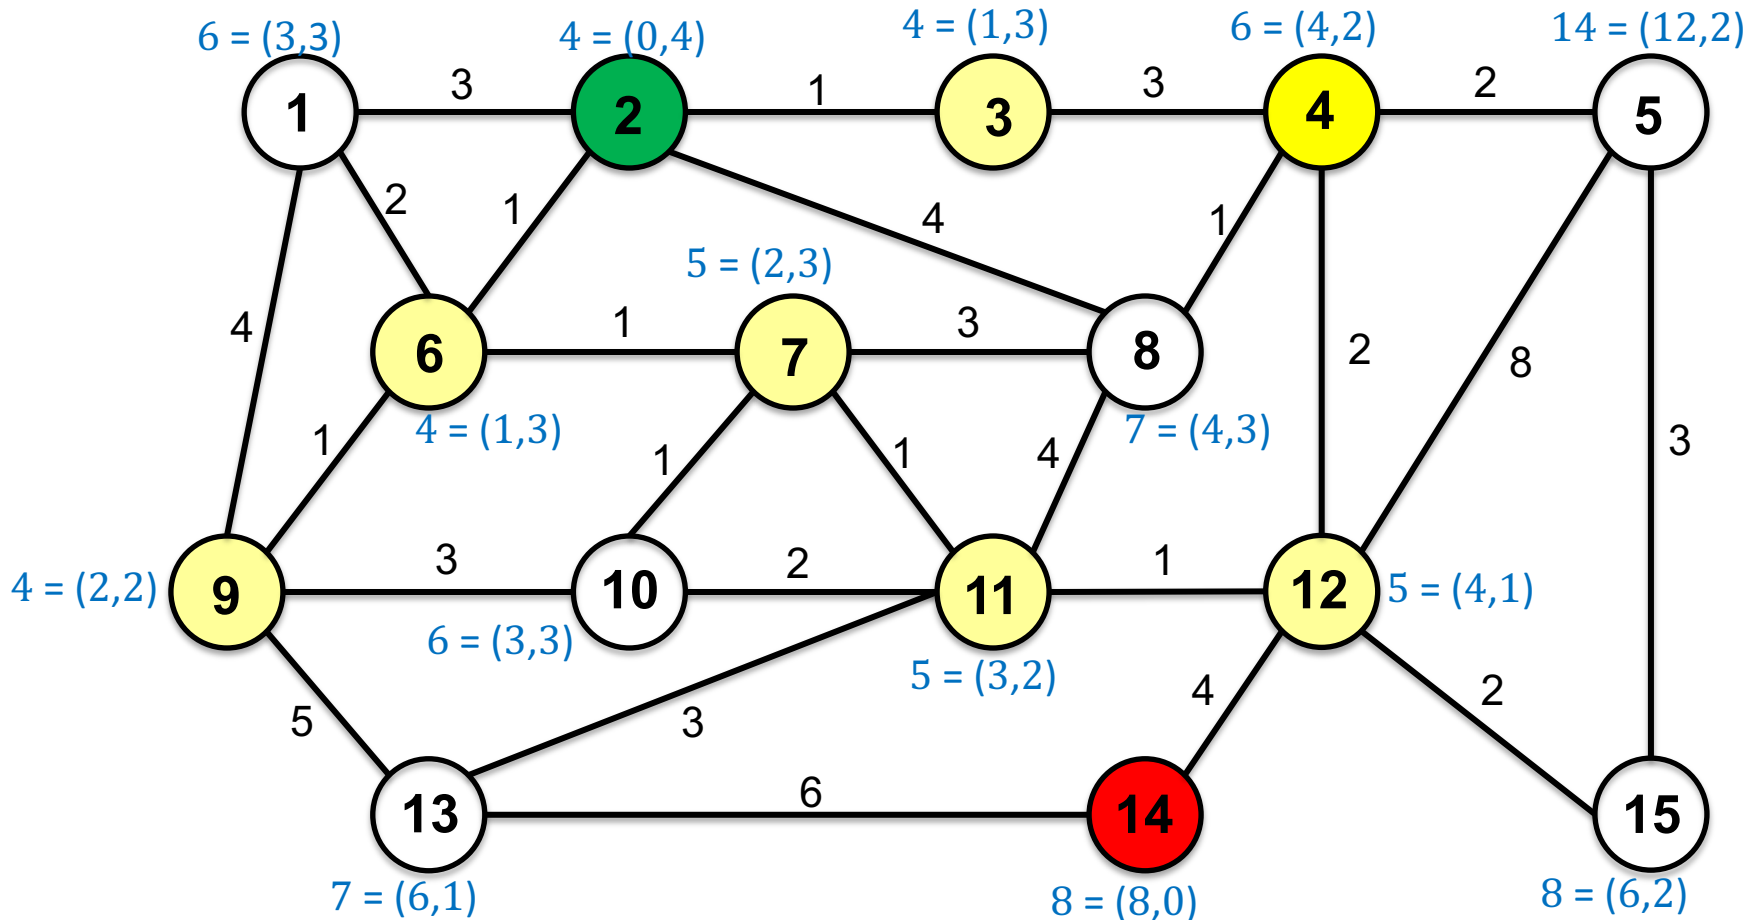 6 = (3,3)
4 = (0,4)
4 = (1,3)
6 = (4,2)
14 = (12,2)
3
1
3
2
1
2
3
4
5
2
1
4
1
5 = (2,3)
4
1
3
2
8
6
7
8
4 = (1,3)
7 = (4,3)
1
1
1
4
3
3
2
1
4 = (2,2)
9
10
11
12
5 = (4,1)
6 = (3,3)
5 = (3,2)
5
3
4
2
6
13
14
15
7 = (6,1)
8 = (8,0)
8 = (6,2)